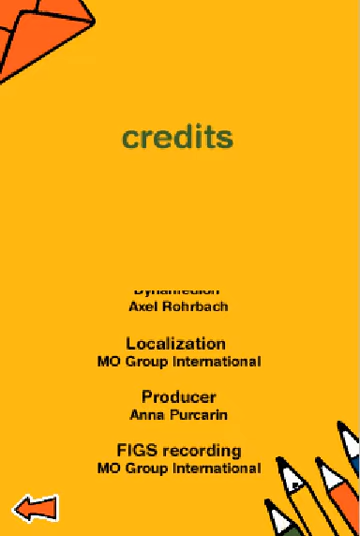 credits
Axel Rohrbach
Localization
MO Group International
Producer
Anna Purcarin
FIGS recording
MO Group International